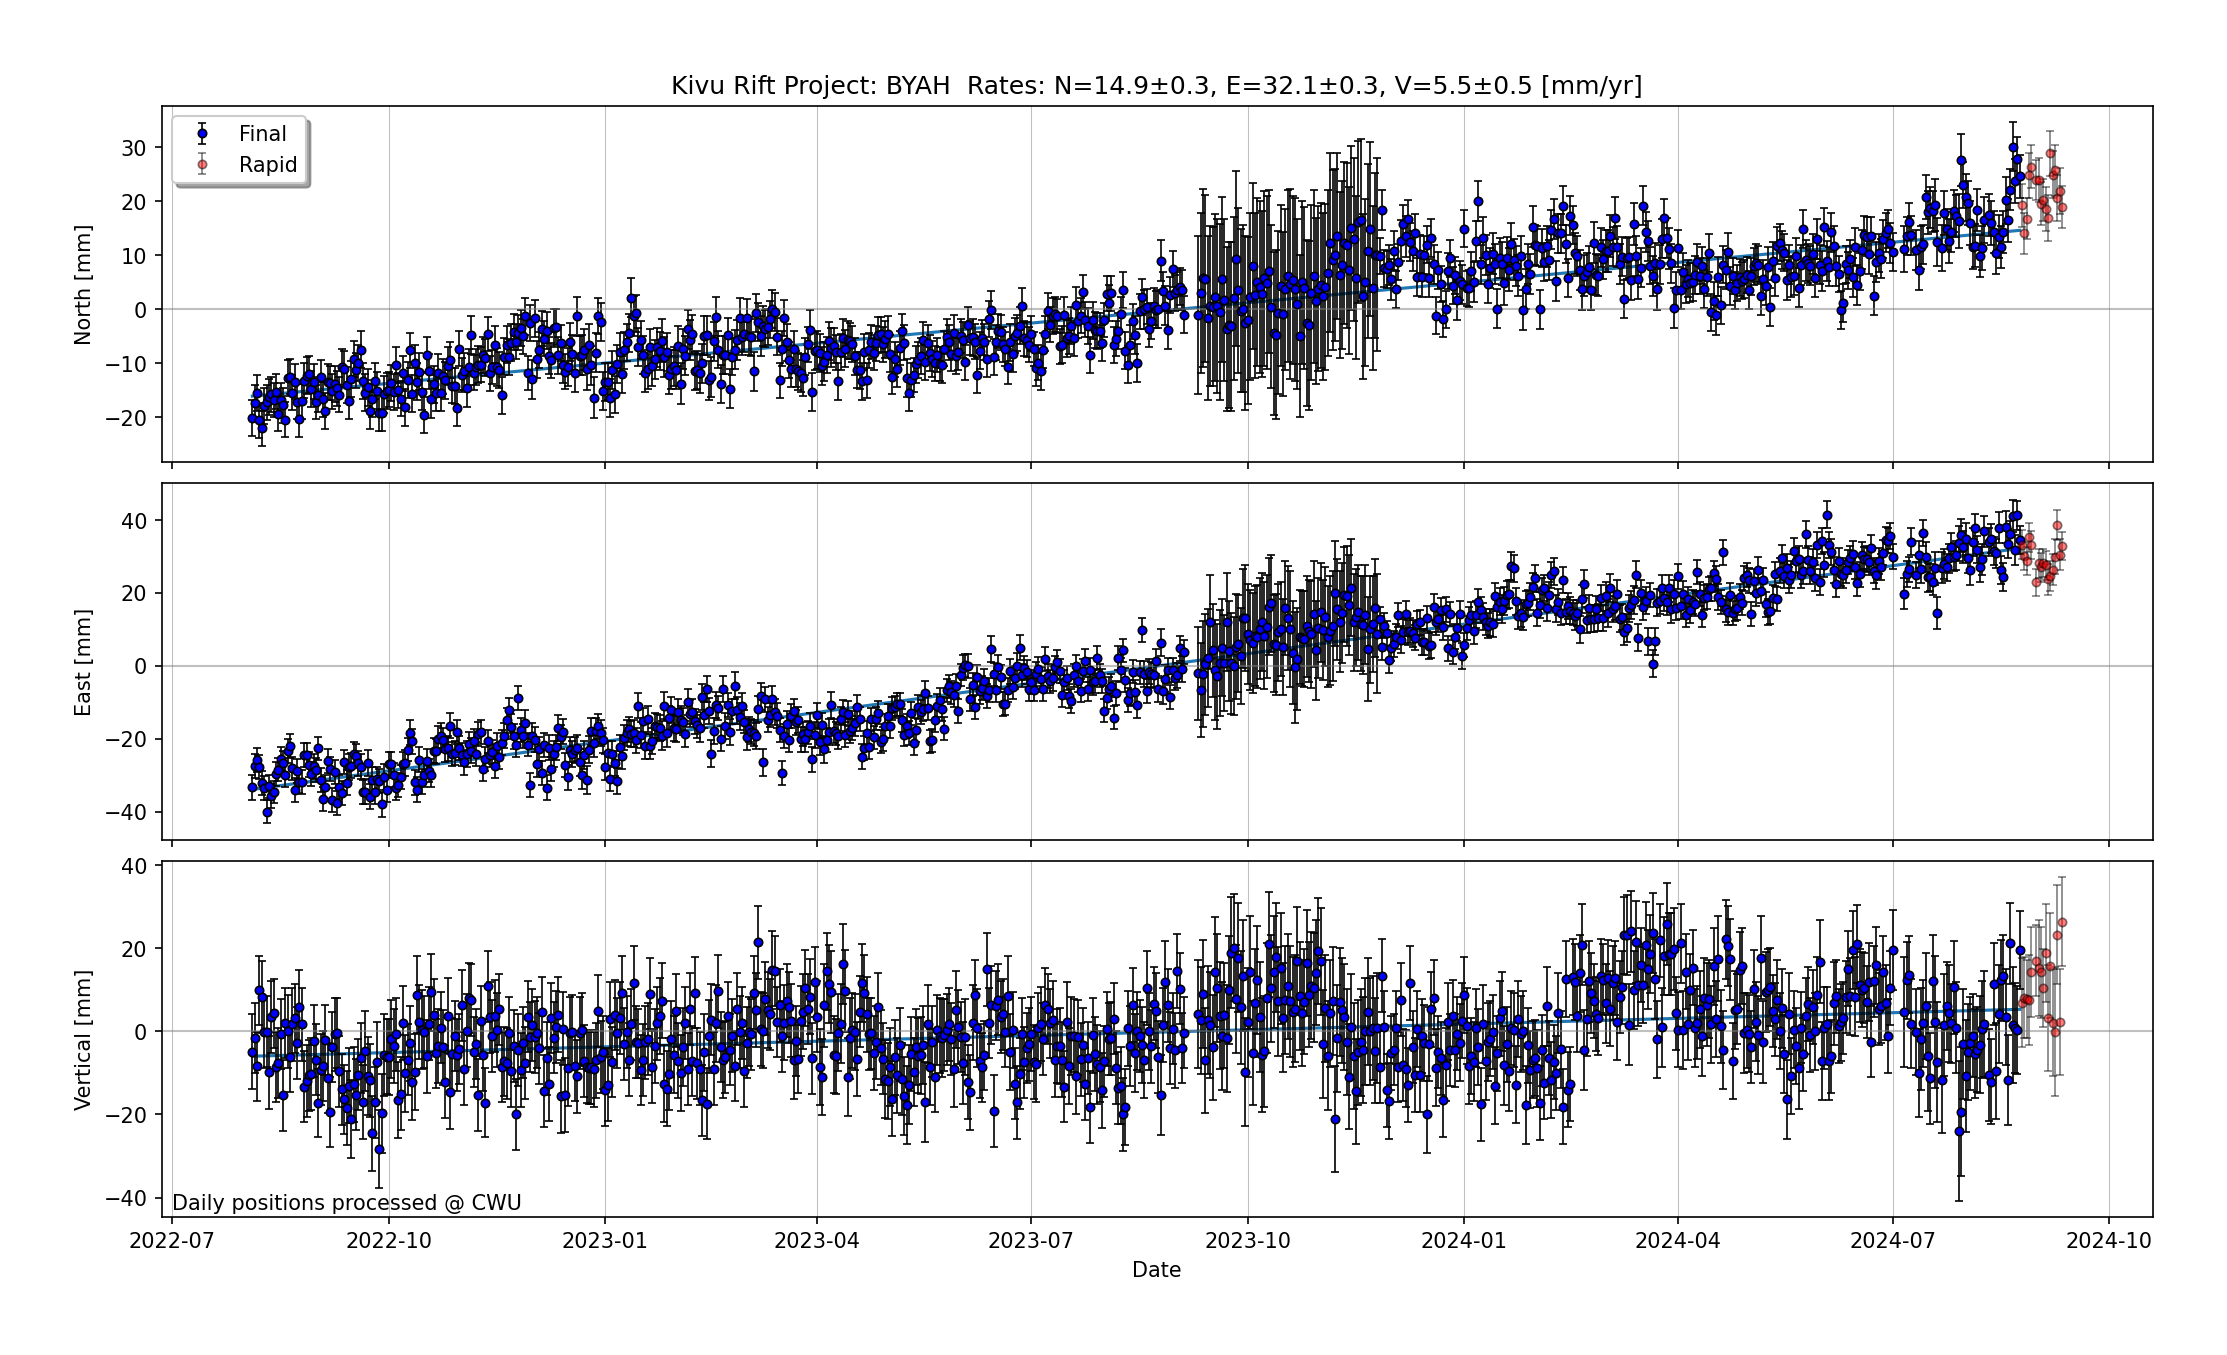 Kivu Rift Project: BYAH  Rates: N=14.9±0.3, E=32.1±0.3, V=5.5±0.5 [mm/yr]
Final
Rapid
North [mm]
30
20
10
0
−10
−20
East [mm]
40
20
0
−20
−40
Vertical [mm]
40
20
0
−20
−40
Daily positions processed @ CWU
2022-07 2022-10 2023-01 2023-04 2023-07 2023-10 2024-01 2024-04 2024-07 2024-10
Date